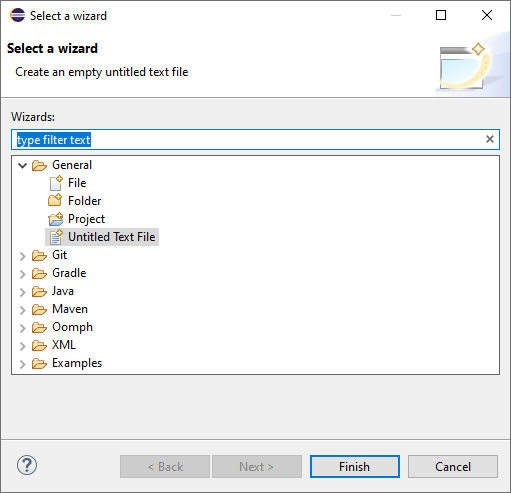 Select a wizard
Select a wizard
Create an empty untitled text file
Wizards:
type filter text
General
File
Folder
Project
Untitled Text File
Git
Gradle
Java
Maven
Oomph
XML
Examples
? < Back Next > Finish Cancel